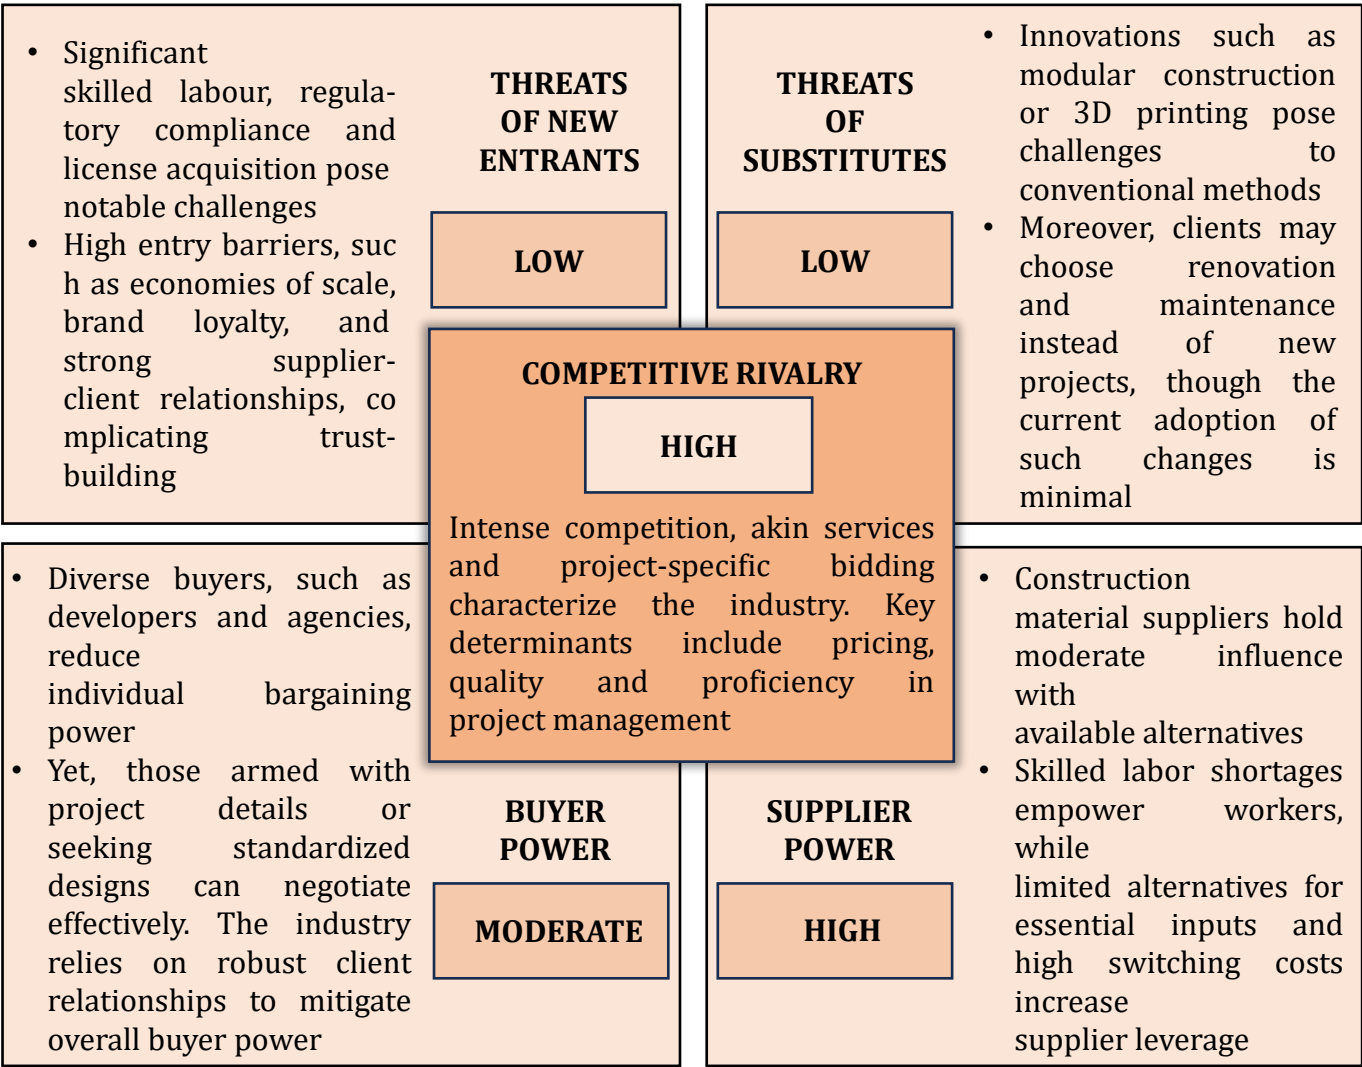 • Significant
skilled labour, regula-
tory compliance and
license acquisition pose
notable challenges
• High entry barriers, suc
h as economies of scale,
brand loyalty, and
strong supplier-
client relationships, co
mplicating trust-
building
THREATS
OF NEW
ENTRANTS
LOW
THREATS
OF
SUBSTITUTES
LOW
• Innovations such as
modular construction
or 3D printing pose
challenges to
conventional methods
• Moreover, clients may
choose renovation
and maintenance
instead of new
projects, though the
current adoption of
such changes is
minimal
COMPETITIVE RIVALRY
HIGH
Intense competition, akin services
and project-specific bidding
characterize the industry. Key
determinants include pricing,
quality and proficiency in
project management
• Diverse buyers, such as
developers and agencies,
reduce
individual bargaining
power
• Yet, those armed with
project details or
seeking standardized
designs can negotiate
effectively. The industry
relies on robust client
relationships to mitigate
overall buyer power
BUYER
POWER
MODERATE
SUPPLIER
POWER
HIGH
• Construction
material suppliers hold
moderate influence
with
available alternatives
• Skilled labor shortages
empower workers,
while
limited alternatives for
essential inputs and
high switching costs
increase
supplier leverage